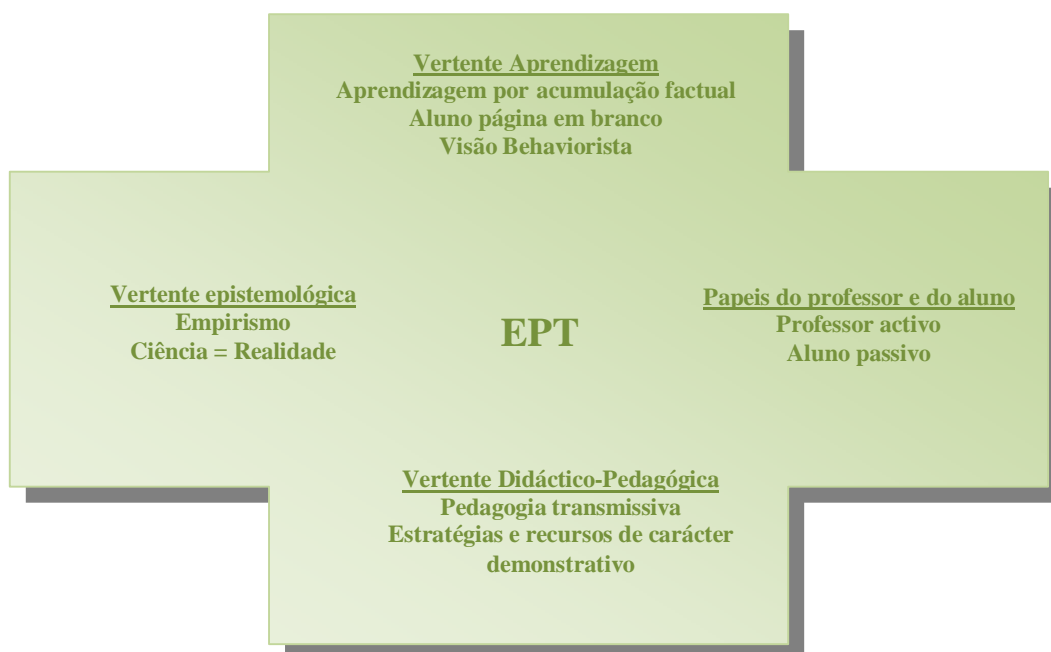 Vertente Aprendizagem
Aprendizagem por acumulação factual
Aluno página em branco
Visão Behaviorista
Vertente epistemológica
Empirismo
Ciência = Realidade
EPT
Papeis do professor e do aluno
Professor activo
Aluno passivo
Vertente Didáctico-Pedagógica
Pedagogia transmissiva
Estratégias e recursos de carácter
demonstrativo